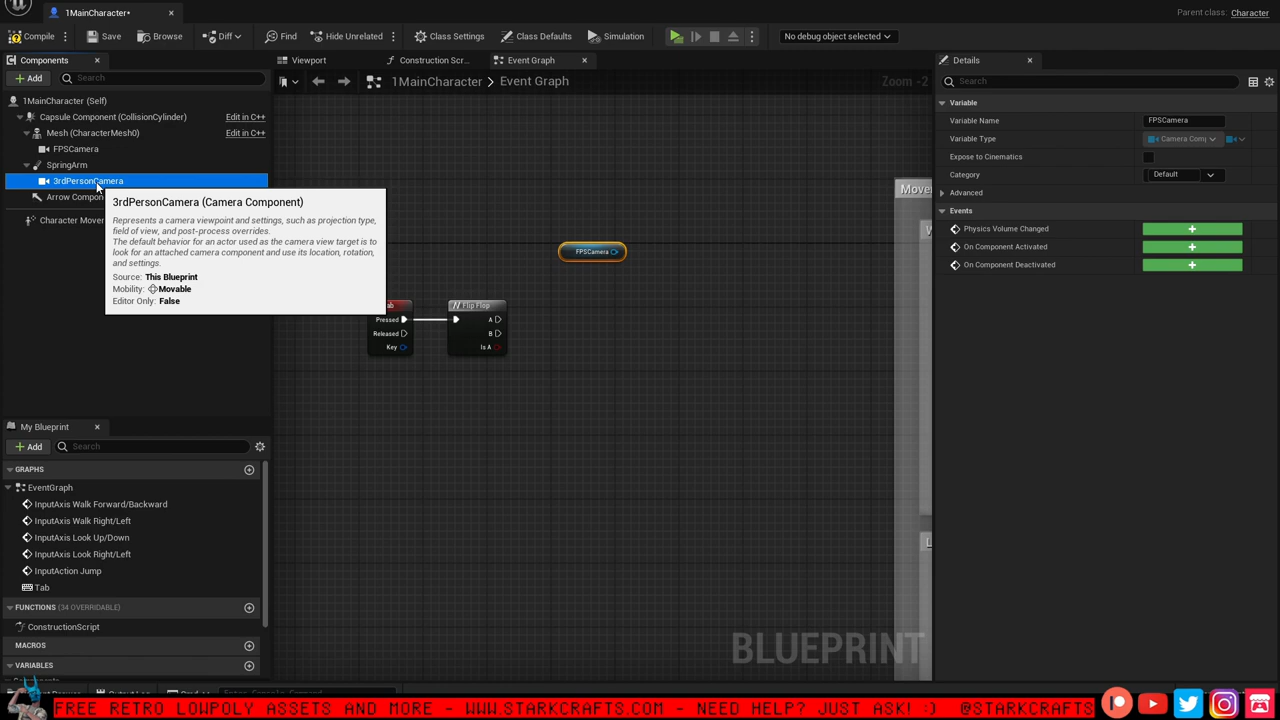 1MainCharacter*
Parent class: Character
Compile
Save
Browse
Diff
Find
Hide Unrelated
Class Settings
Class Defaults
Simulation
No debug object selected
Components
Viewport
Construction Scr...
Event Graph
Details
Add
Search
1MainCharacter > Event Graph
Zoom -2
Search
1MainCharacter (Self)
Capsule Component (CollisionCylinder)
Edit in C++
Mesh (CharacterMesh0)
Edit in C++
FPSCamera
SpringArm
3rdPersonCamera
Arrow Compon
Character Mover
3rdPersonCamera (Camera Component)
Represents a camera viewpoint and settings, such as projection type,
field of view, and post-process overrides.
The default behavior for an actor used as the camera view target is to
look for an attached camera component and use its location, rotation,
and settings.
Source: This Blueprint
Mobility: Movable
Editor Only: False
FPSCamera
Pressed
Released
Key
Flip Flop
A
B
Is A
Move
Variable
Variable Name
FPSCamera
Variable Type
Camera Comp
Expose to Cinematics
Category
Default
Advanced
Events
Physics Volume Changed
On Component Activated
On Component Deactivated
My Blueprint
Add
Search
GRAPHS
EventGraph
InputAxis Walk Forward/Backward
InputAxis Walk Right/Left
InputAxis Look Up/Down
InputAxis Look Right/Left
InputAction Jump
Tab
FUNCTIONS (34 OVERRIDABLE)
ConstructionScript
MACROS
VARIABLES
BLUEPRINT
FREE RETRO LOWPOLY ASSETS AND MORE - WWW.STARKCRAFTS.COM - NEED HELP? JUST ASK! :) @STARKCRAFTS